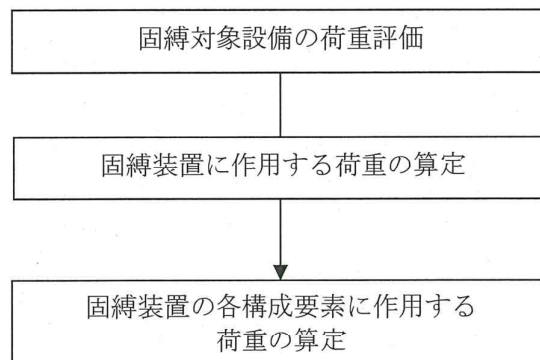 固縛対象設備の荷重評価
固縛装置に作用する荷重の算定
固縛装置の各構成要素に作用する
荷重の算定